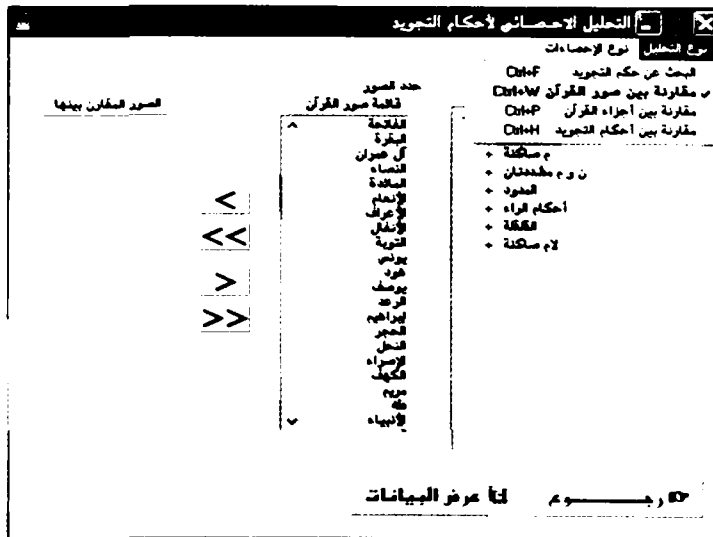 التحليل الاحصائي لأحكام التجويد
نوع التحليل نوع الإحصاءات
البحث عن حكم التجويد Ctrl+F
مقارنة بين صور القرآن Ctrl+W
مقارنة بين أجزاء القرآن Ctrl+P
مقارنة بين أحكام التجويد Ctrl+H
م ساكنة
ن و م مشددتان
المدود
أحكام الراء
القلقلة
لام ساكنة
حدد الصور
قائمة صور القرآن
الفاتحة
البقرة
آل عمران
النساء
المائدة
الأنعام
الأعراف
الأنفال
التوبة
يونس
هود
يوسف
الرعد
إبراهيم
الحجر
النحل
الإسراء
الكهف
مريم
طه
الأنبياء
<
<<
>
>>
الصور المقارن بينها
رجــــوع
عرض البيانات